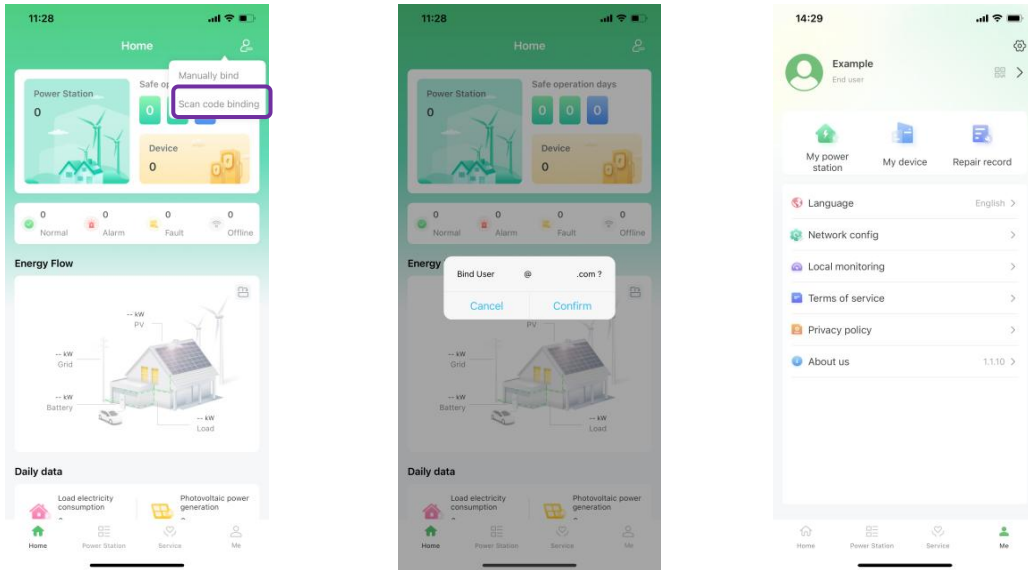 11:28
Home
Manually bind
Scan code binding
Power Station
0
Safe op
0
Device
0
0
Normal
0
Alarm
0
Fault
0
Offline
Energy Flow
-- kW
PV
-- kW
Grid
-- kW
Battery
-- kW
Load
Daily data
Load electricity
consumption
Photovoltaic power
generation
Home
Power Station
Service
Me
11:28
Home
Power Station
0
Safe operation days
0 0 0
Device
0
0
Normal
0
Alarm
0
Fault
0
Offline
Energy
Bind User @ .com ?
Cancel Confirm
PV
-- kW
Grid
-- kW
Battery
-- kW
Load
Daily data
Load electricity
consumption
Photovoltaic power
generation
Home
Power Station
Service
Me
14:29
Example
End user
My power
station
My device
Repair record
Language English
Network config
Local monitoring
Terms of service
Privacy policy
About us 1.1.10
Home
Power Station
Service
Me